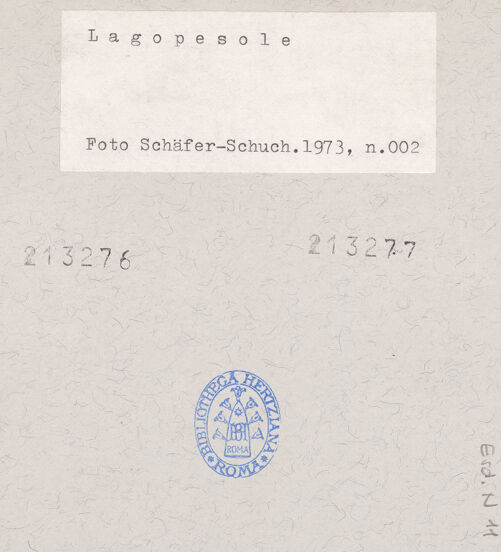 Lagopesole
Foto Schäfer-Schuch.1973, n.002
213276
213277
BIBLIOTHECA HERTZIANA
ROMA
ROMA